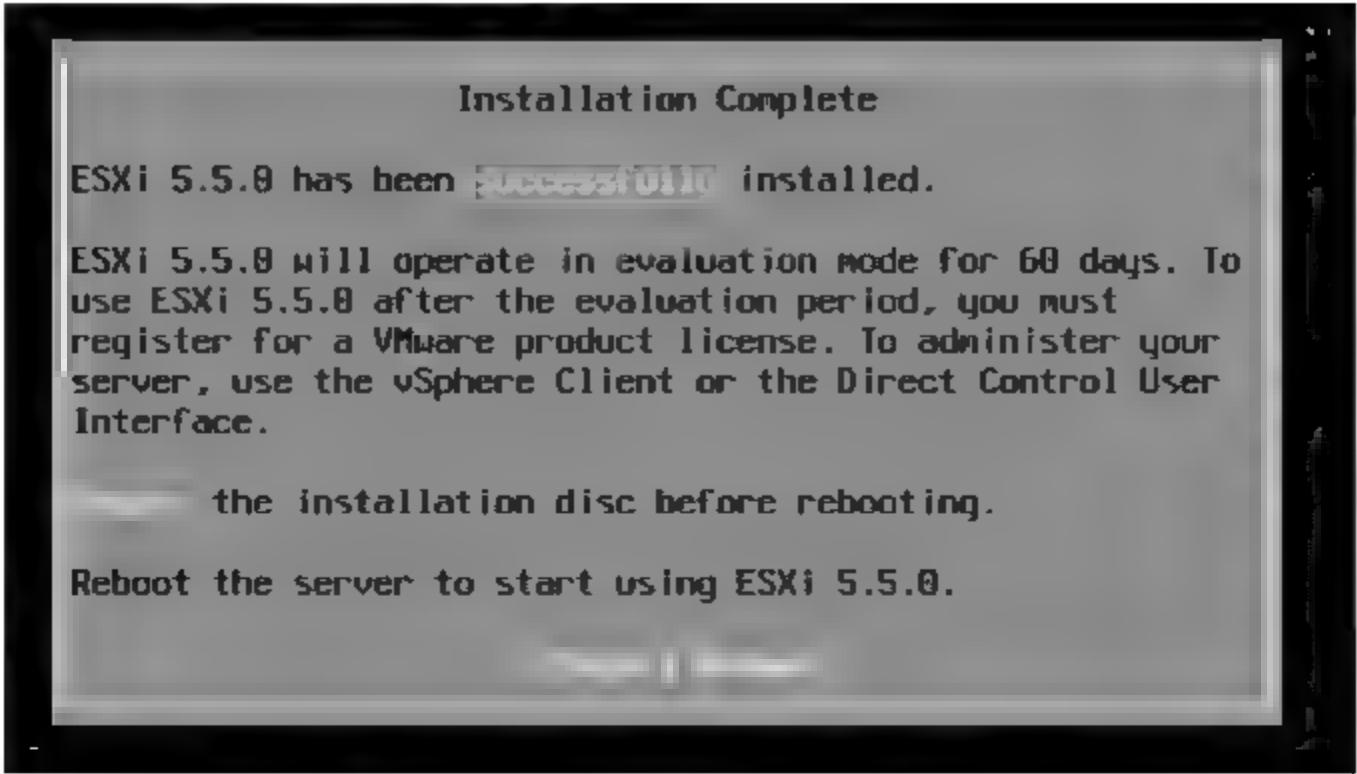 Installation Complete
ESXi 5.5.0 has been successfully installed.
ESXi 5.5.0 will operate in evaluation mode for 60 days. To
use ESXi 5.5.0 after the evaluation period, you must
register for a VMware product license. To administer your
server, use the vSphere Client or the Direct Control User
Interface.
the installation disc before rebooting.
Reboot the server to start using ESXi 5.5.0.